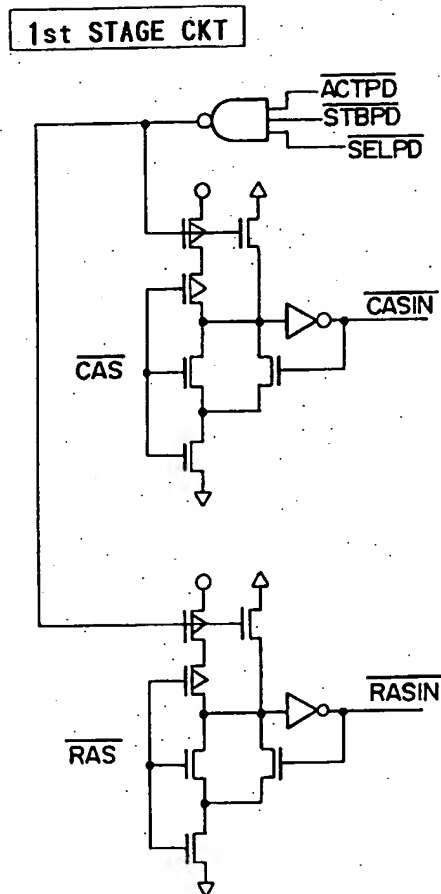 1st STAGE CKT
ACTPD
STBPD
SELPD
CASIN
CAS
RASIN
RAS